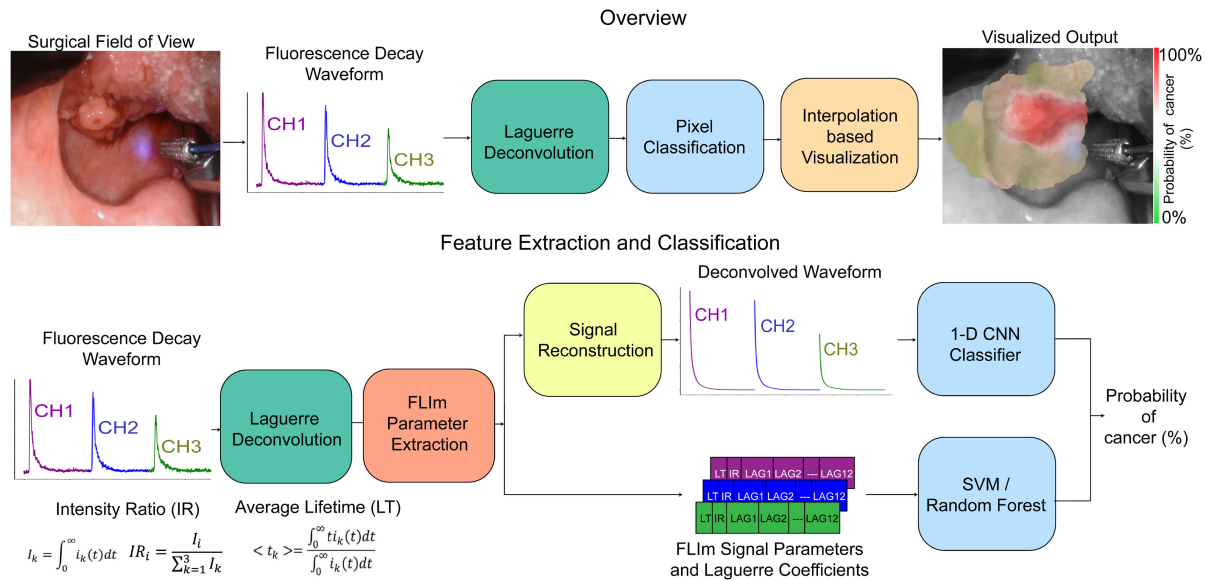 Overview
Surgical Field of View
Fluorescence Decay
Waveform
CH1
CH2
CH3
Laguerre
Deconvolution
Pixel
Classification
Interpolation
based
Visualization
Visualized Output
100%
Probability of cancer
(%)
0%
Feature Extraction and Classification
Fluorescence Decay
Waveform
CH1
CH2
CH3
Laguerre
Deconvolution
FLIm
Parameter
Extraction
Signal
Reconstruction
Deconvolved Waveform
CH1
CH2
CH3
1-D CNN
Classifier
LT IR LAG1 LAG2 --- LAG12
LT IR LAG1 LAG2 --- LAG12
LT IR LAG1 LAG2 --- LAG12
FLIm Signal Parameters
and Laguerre Coefficients
SVM /
Random Forest
Probability
of
cancer (%)
Intensity Ratio (IR)
I_k = ∫_0^∞ i_k(t)dt
IR_i = I_i / ∑_{k=1}^3 I_k
Average Lifetime (LT)
< t_k >= ∫_0^∞ ti_k(t)dt / ∫_0^∞ i_k(t)dt